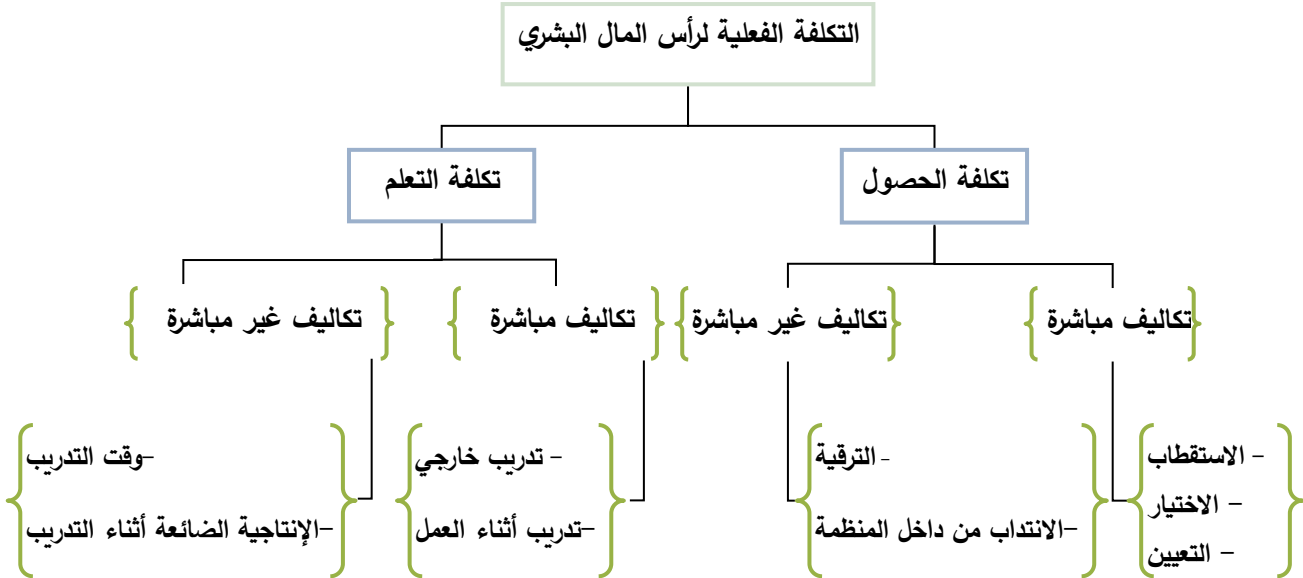 التكلفة الفعلية لرأس المال البشري
تكلفة الحصول
تكلفة التعلم
تكاليف مباشرة
تكاليف غير مباشرة
تكاليف مباشرة
تكاليف غير مباشرة
- الاستقطاب
- الاختيار
- التعيين
- الترقية
-الانتداب من داخل المنظمة
- تدريب خارجي
-تدريب أثناء العمل
-وقت التدريب
-الإنتاجية الضائعة أثناء التدريب